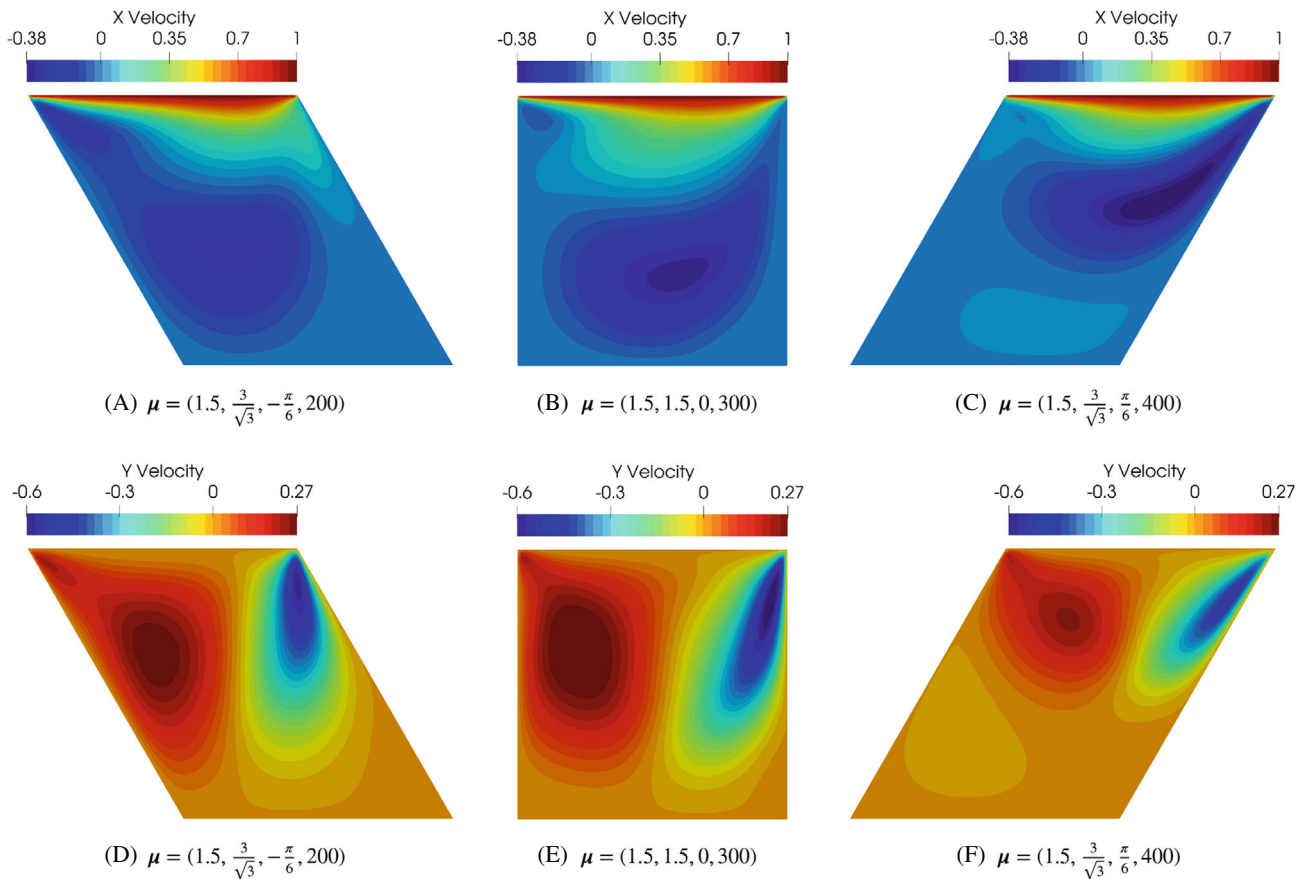 X Velocity X Velocity X Velocity
-0.38 0 0.35 0.7 1 -0.38 0 0.35 0.7 1 -0.38 0 0.35 0.7 1
(A) 𝝁 = (1.5, 3/√3, −π/6, 200) (B) 𝝁 = (1.5, 1.5, 0, 300) (C) 𝝁 = (1.5, 3/√3, π/6, 400)
Y Velocity Y Velocity Y Velocity
-0.6 -0.3 0 0.27 -0.6 -0.3 0 0.27 -0.6 -0.3 0 0.27
(D) 𝝁 = (1.5, 3/√3, −π/6, 200) (E) 𝝁 = (1.5, 1.5, 0, 300) (F) 𝝁 = (1.5, 3/√3, π/6, 400)